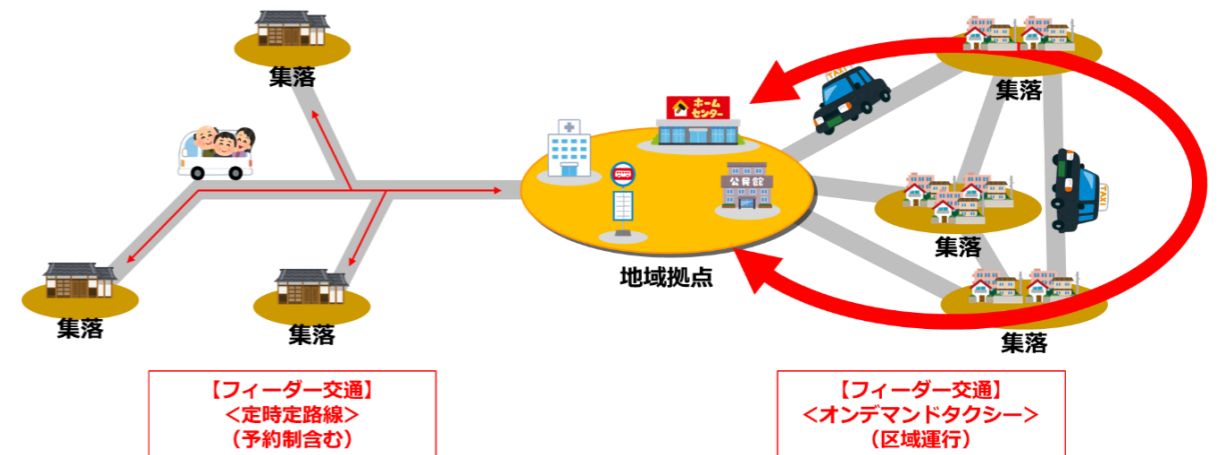 集落
集落
集落
ホーム
センター
公民館
地域拠点
TAXI
集落
集落
TAXI
集落
【フィーダー交通】
＜定時定路線＞
（予約制含む）
【フィーダー交通】
＜オンデマンドタクシー＞
（区域運行）